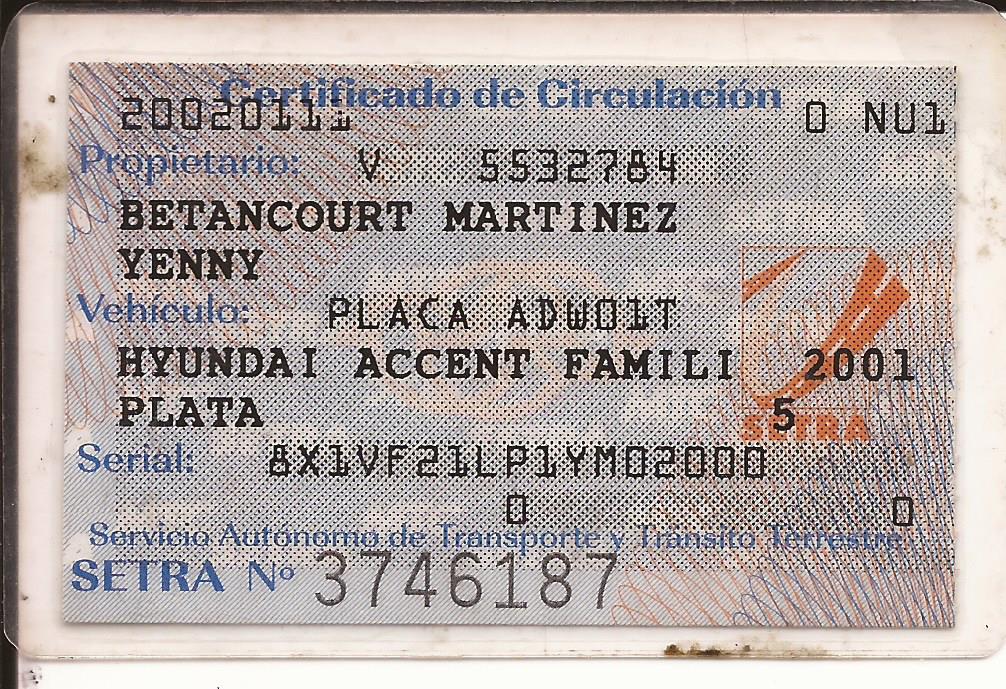 Certificado de Circulación
20020111 0 NU1
Propietario: V 5532784
BETANCOURT MARTINEZ
YENNY
Vehículo: PLACA ADW01T
HYUNDAI ACCENT FAMILI 2001
PLATA 5
SETRA
Serial: 8X1VF21LP1YM02000
0 0
Servicio Autónomo de Transporte y Tránsito Terrestre
SETRA Nº 3746187